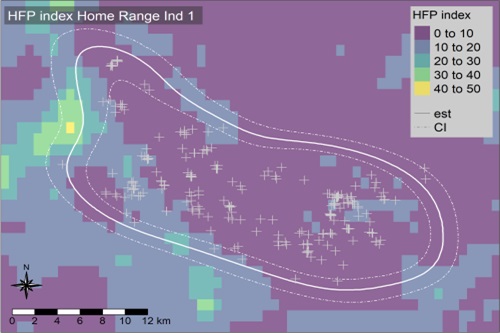 HFP index Home Range Ind 1
HFP index
0 to 10
10 to 20
20 to 30
30 to 40
40 to 50
est
CI
N
0 2 4 6 8 10 12 km